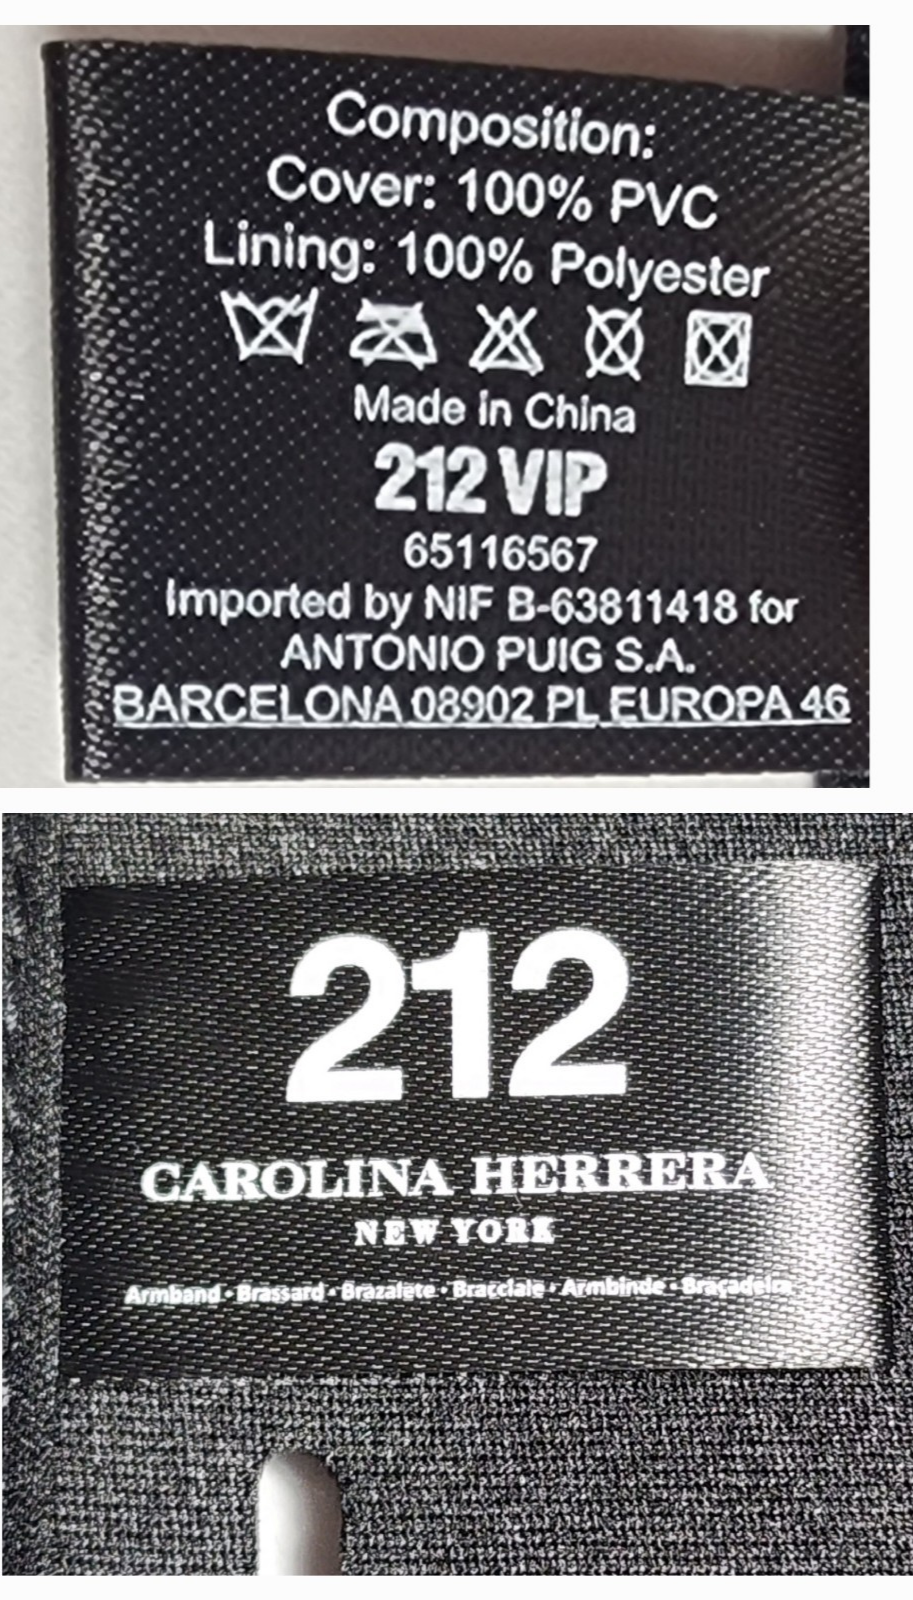 Composition:
Cover: 100% PVC
Lining: 100% Polyester
Made in China
212 VIP
65116567
Imported by NIF B-63811418 for
ANTONIO PUIG S.A.
BARCELONA 08902 PL EUROPA 46
212
CAROLINA HERRERA
NEW YORK
Armband · Brassard · Brazalete · Bracciale · Armbinde · Braçadeira